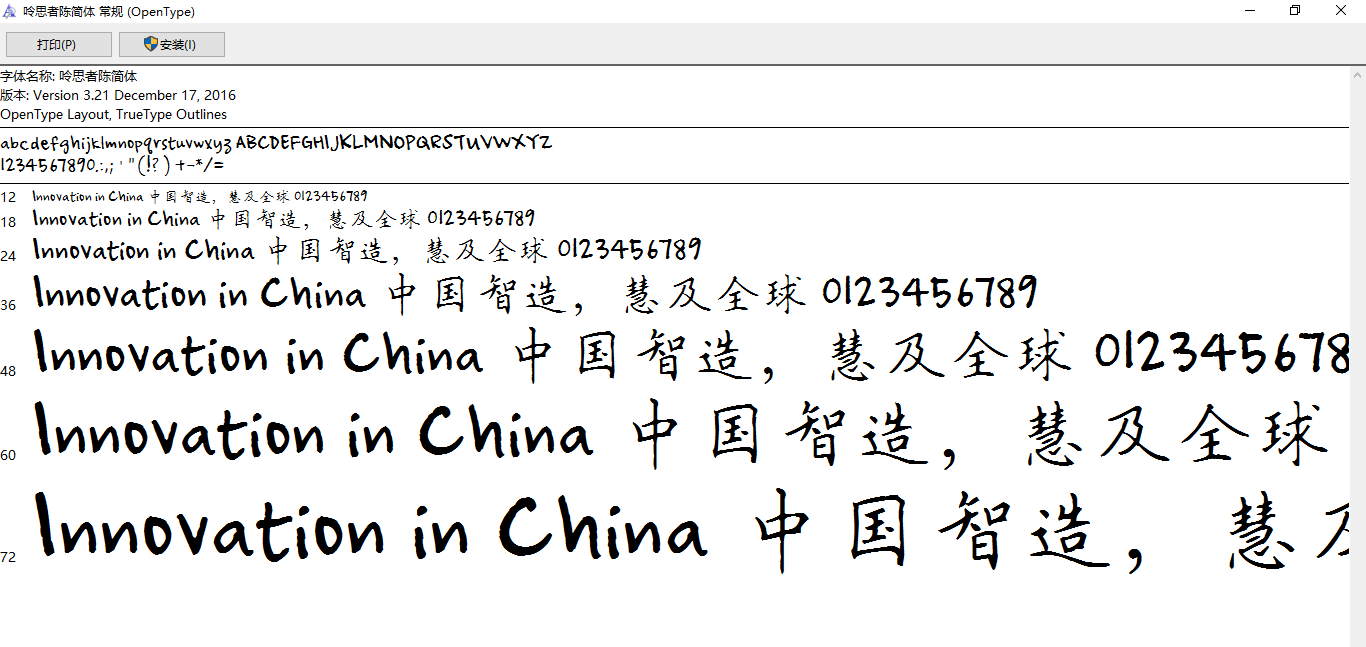 呤思者陈简体 常规 (OpenType)
打印(P) 安装(I)
字体名称: 呤思者陈简体
版本: Version 3.21 December 17, 2016
OpenType Layout, TrueType Outlines
abcdefghijklmnopqrstuvwxyz ABCDEFGHIJKLMNOPQRSTUVWXYZ
1234567890.:,; ' " (!?) +-*/=
12 Innovation in China 中国智造，慧及全球 0123456789
18 Innovation in China 中国智造，慧及全球 0123456789
24 Innovation in China 中国智造，慧及全球 0123456789
36 Innovation in China 中国智造，慧及全球 0123456789
48 Innovation in China 中国智造，慧及全球 012345678
60 Innovation in China 中国智造，慧及全球
72 Innovation in China 中国智造，慧及